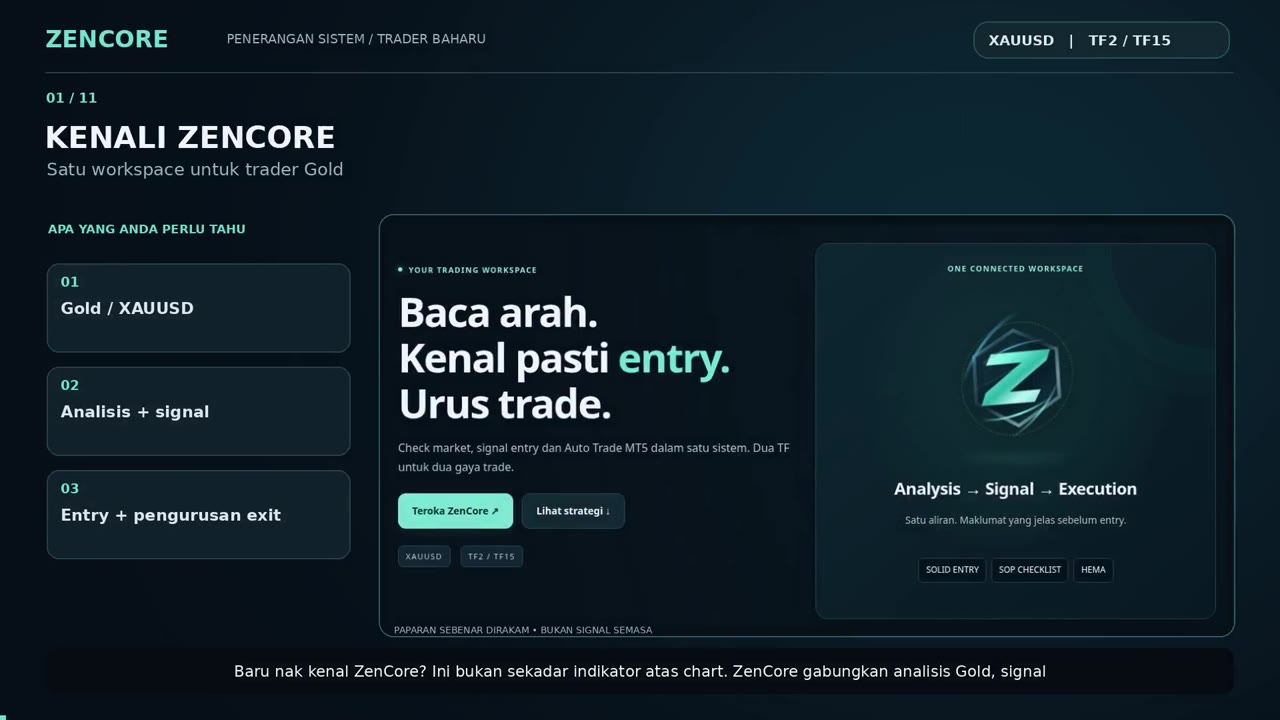 ZENCORE
PENERANGAN SISTEM / TRADER BAHARU
XAUUSD | TF2 / TF15
01 / 11
KENALI ZENCORE
Satu workspace untuk trader Gold
APA YANG ANDA PERLU TAHU
01
Gold / XAUUSD
02
Analisis + signal
03
Entry + pengurusan exit
YOUR TRADING WORKSPACE
Baca arah.
Kenal pasti entry.
Urus trade.
Check market, signal entry dan Auto Trade MT5 dalam satu sistem. Dua TF
untuk dua gaya trade.
Teroka ZenCore ↗
Lihat strategi ↓
XAUUSD
TF2 / TF15
ONE CONNECTED WORKSPACE
Z
Analysis → Signal → Execution
Satu aliran. Maklumat yang jelas sebelum entry.
SOLID ENTRY
SOP CHECKLIST
HEMA
PAPARAN SEBENAR DIRAKAM • BUKAN SIGNAL SEMASA
Baru nak kenal ZenCore? Ini bukan sekadar indikator atas chart. ZenCore gabungkan analisis Gold, signal